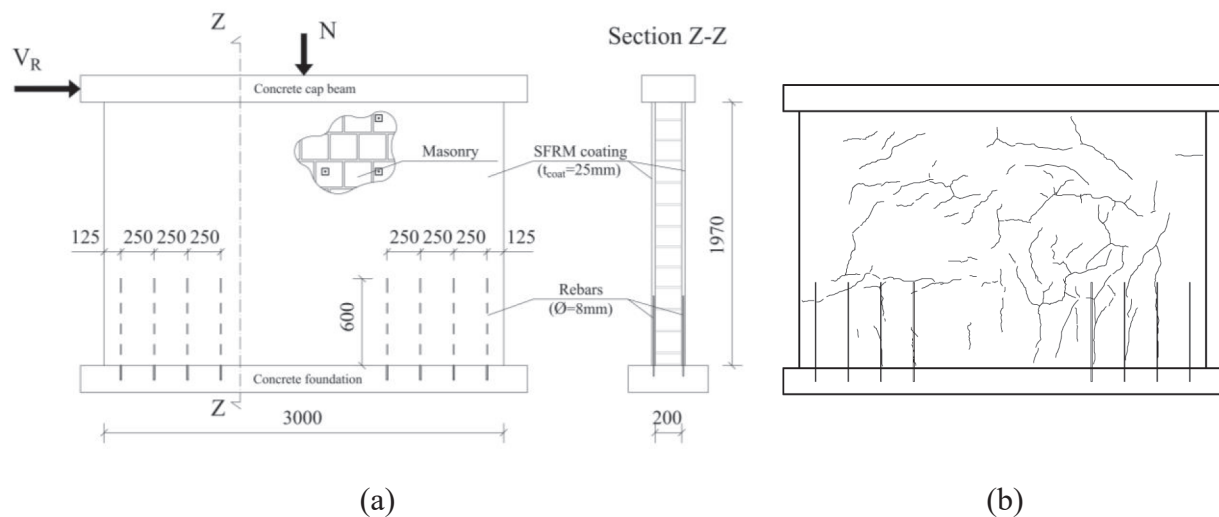 Z
N
V_R
Section Z-Z
Concrete cap beam
Masonry
SFRM coating
(t_coat=25mm)
125 250 250 250
250 250 250 125
1970
600
Rebars
(Ø=8mm)
Concrete foundation
Z
3000
200
(a)
(b)